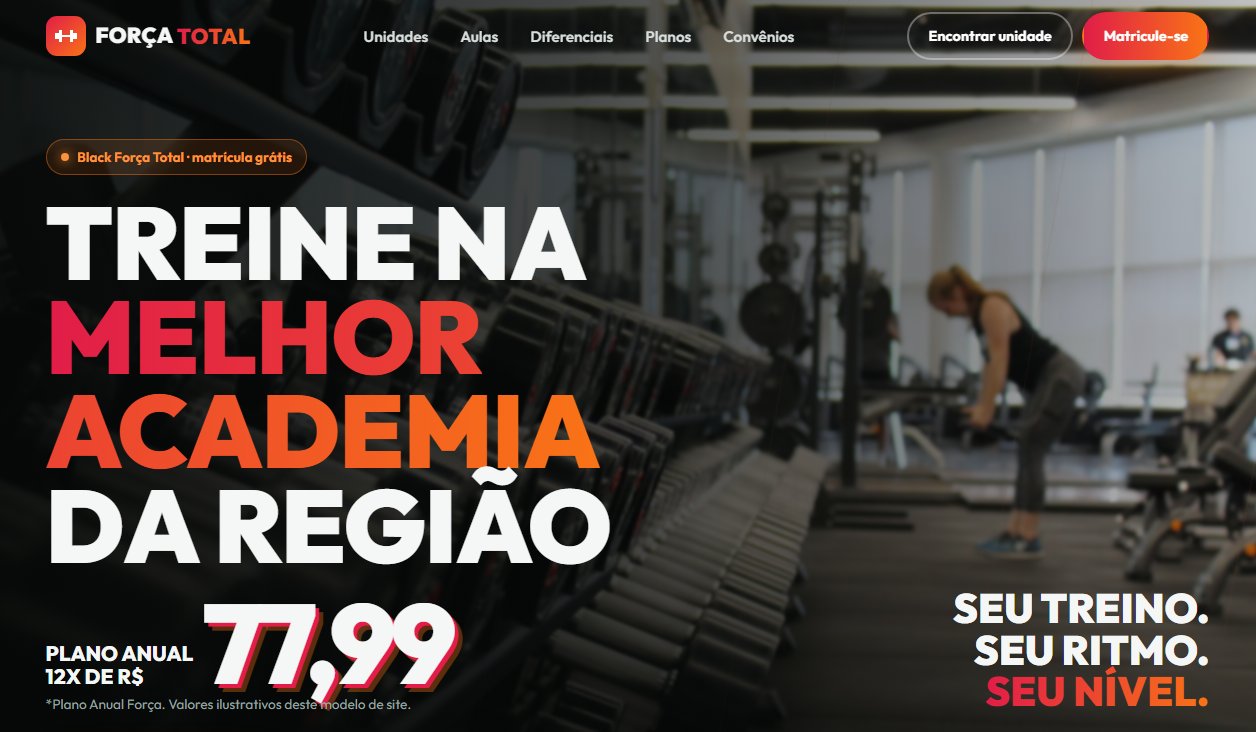 FORÇA TOTAL
Unidades
Aulas
Diferenciais
Planos
Convênios
Encontrar unidade
Matricule-se
Black Força Total · matrícula grátis
TREINE NA
MELHOR
ACADEMIA
DA REGIÃO
PLANO ANUAL
12X DE R$
77,99
*Plano Anual Força. Valores ilustrativos deste modelo de site.
SEU TREINO.
SEU RITMO.
SEU NÍVEL.